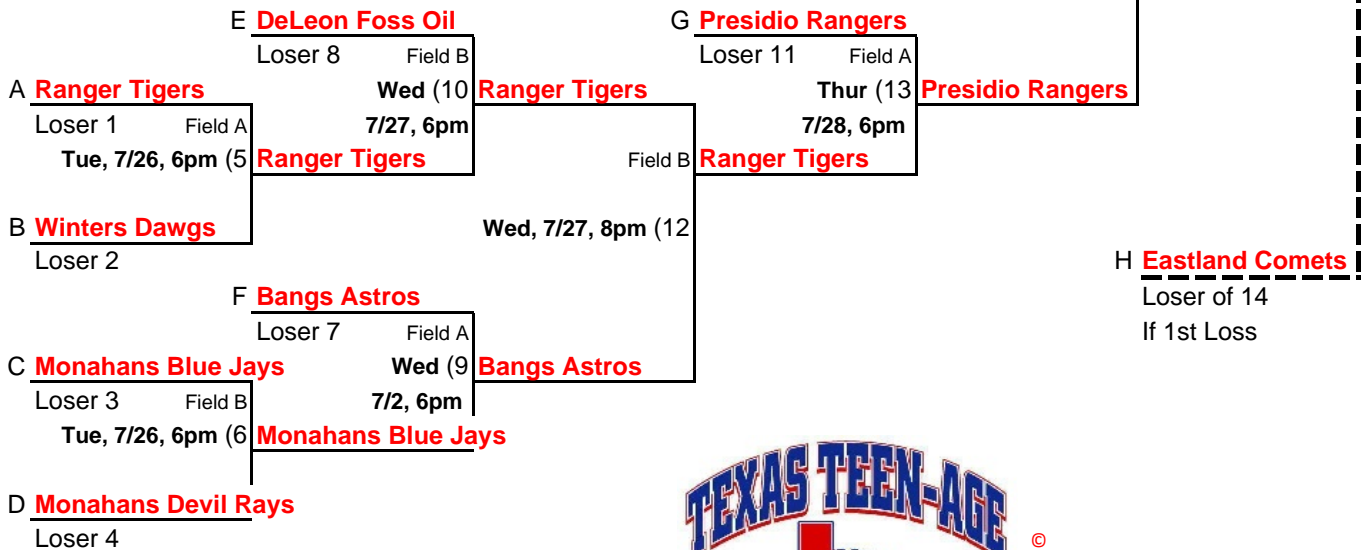 E DeLeon Foss Oil G Presidio Rangers
Loser 8 Field B Loser 11 Field A
A Ranger Tigers Wed (10 Ranger Tigers Thur (13 Presidio Rangers
Loser 1 Field A 7/27, 6pm 7/28, 6pm
Tue, 7/26, 6pm (5 Ranger Tigers Field B Ranger Tigers
B Winters Dawgs Wed, 7/27, 8pm (12
Loser 2 H Eastland Comets
F Bangs Astros Loser of 14
Loser 7 Field A If 1st Loss
C Monahans Blue Jays Wed (9 Bangs Astros
Loser 3 Field B 7/2, 6pm
Tue, 7/26, 6pm (6 Monahans Blue Jays
TEXAS TEEN-AGE
D Monahans Devil Rays
Loser 4 ©